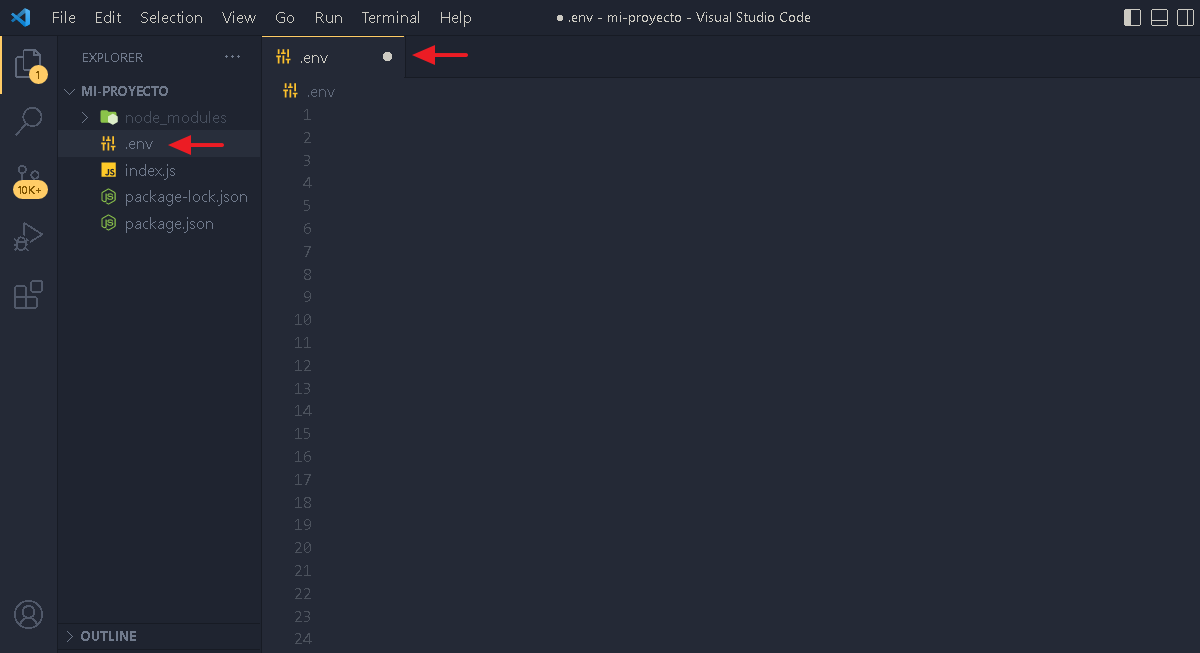 File Edit Selection View Go Run Terminal Help ● .env - mi-proyecto - Visual Studio Code
EXPLORER ···
.env ●
MI-PROYECTO
.env
node_modules
.env
index.js
package-lock.json
package.json
1
10K+
1
2
3
4
5
6
7
8
9
10
11
12
13
14
15
16
17
18
19
20
21
22
23
24
JS
OUTLINE